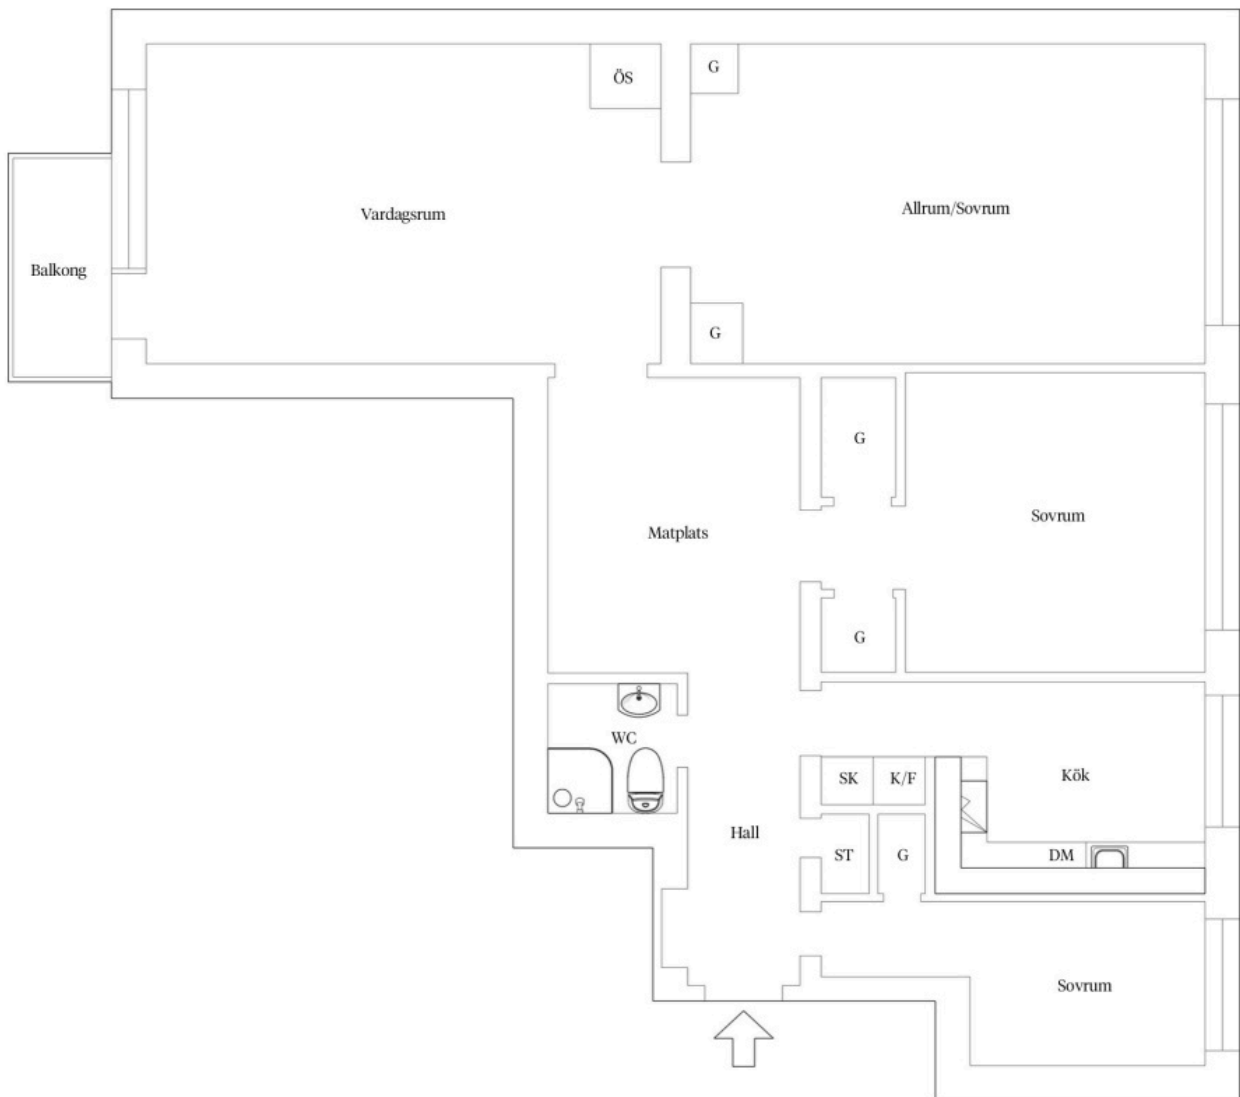 ÖS
G
Vardagsrum
Allrum/Sovrum
Balkong
G
G
Sovrum
Matplats
G
WC
SK
K/F
Kök
Hall
ST
G
DM
Sovrum